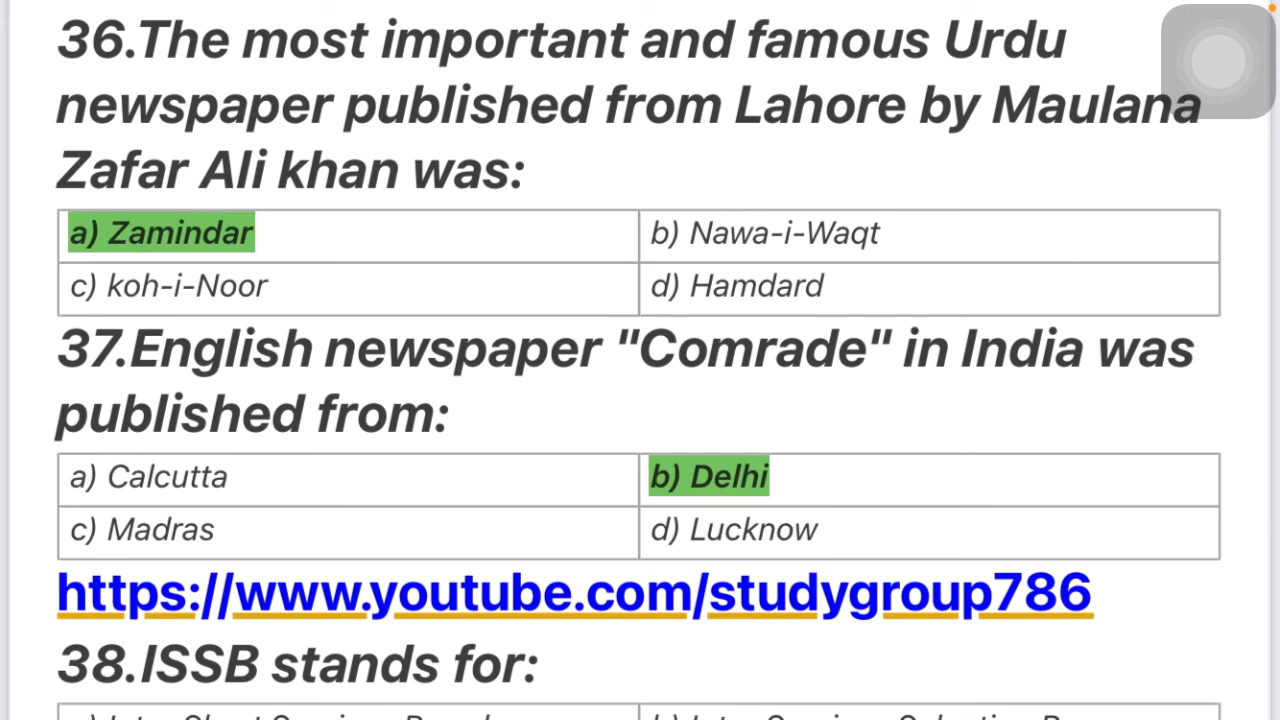 36.The most important and famous Urdu
newspaper published from Lahore by Maulana
Zafar Ali khan was:
a) Zamindar
b) Nawa-i-Waqt
c) koh-i-Noor
d) Hamdard
37.English newspaper "Comrade" in India was
published from:
a) Calcutta
b) Delhi
c) Madras
d) Lucknow
https://www.youtube.com/studygroup786
38.ISSB stands for: